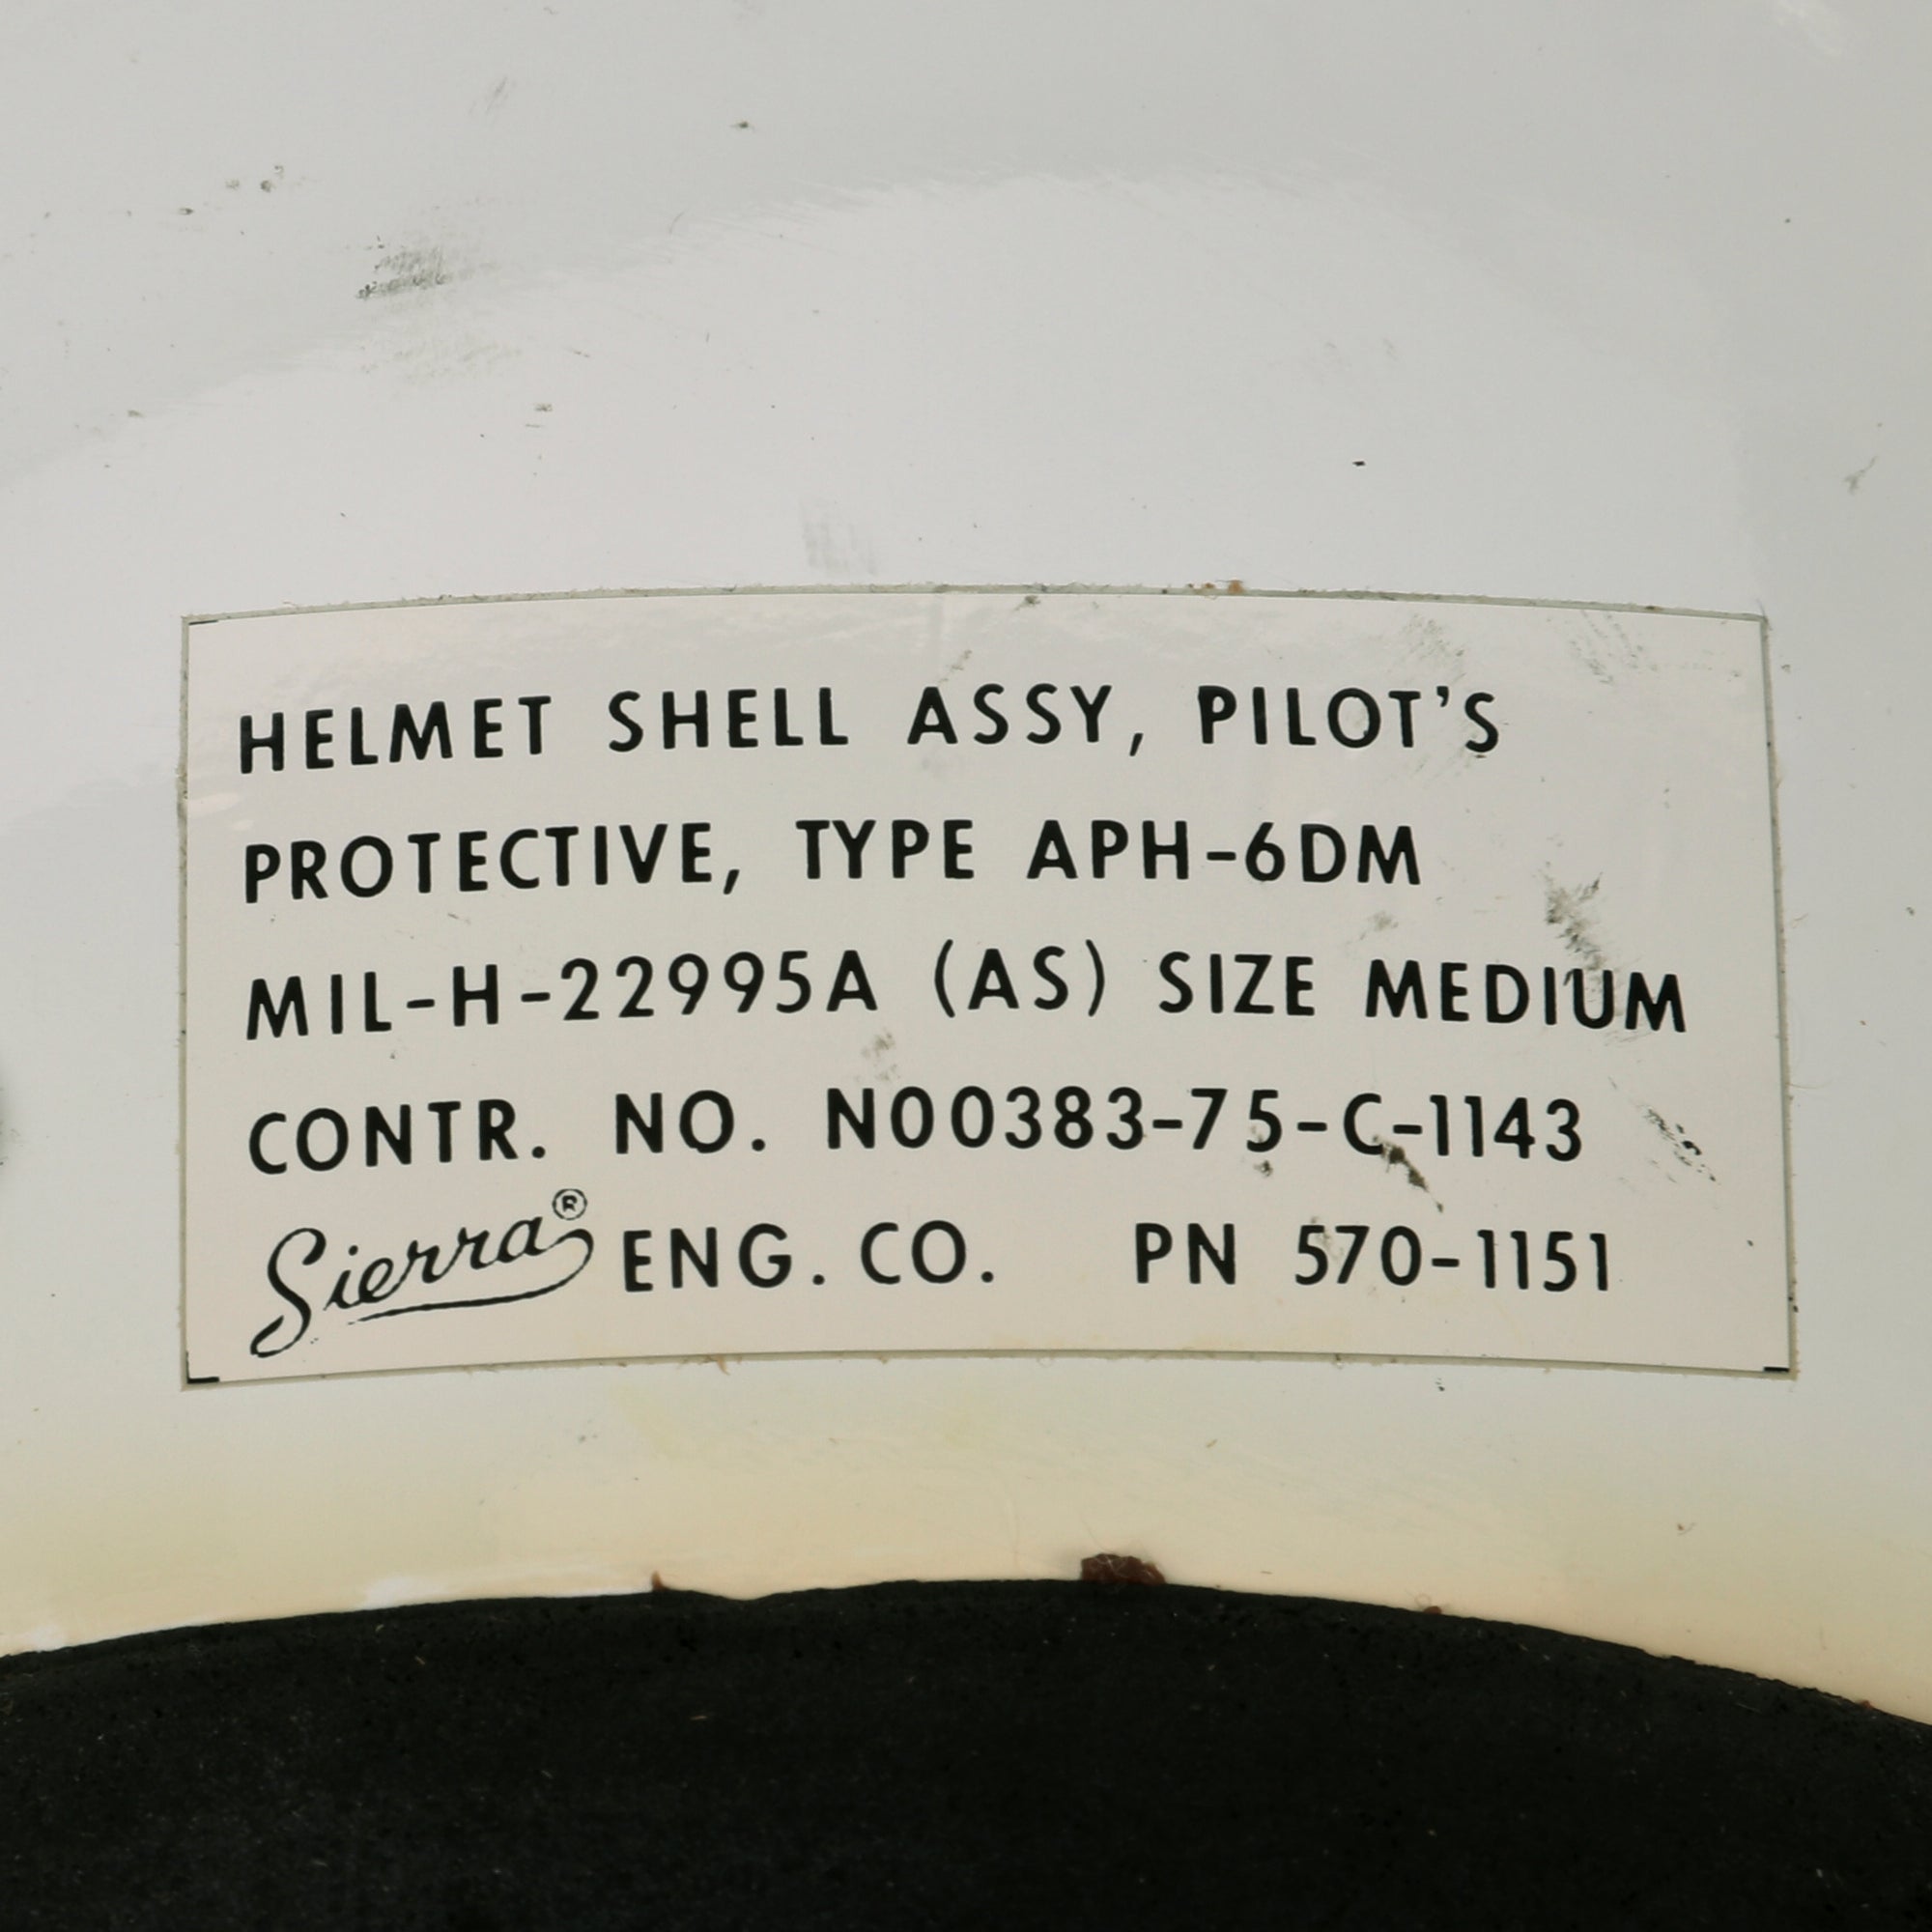 HELMET SHELL ASSY, PILOT'S
PROTECTIVE, TYPE APH-6DM
MIL-H-22995A (AS) SIZE MEDIUM
CONTR. NO. N00383-75-C-1143
Sierra® ENG. CO. PN 570-1151